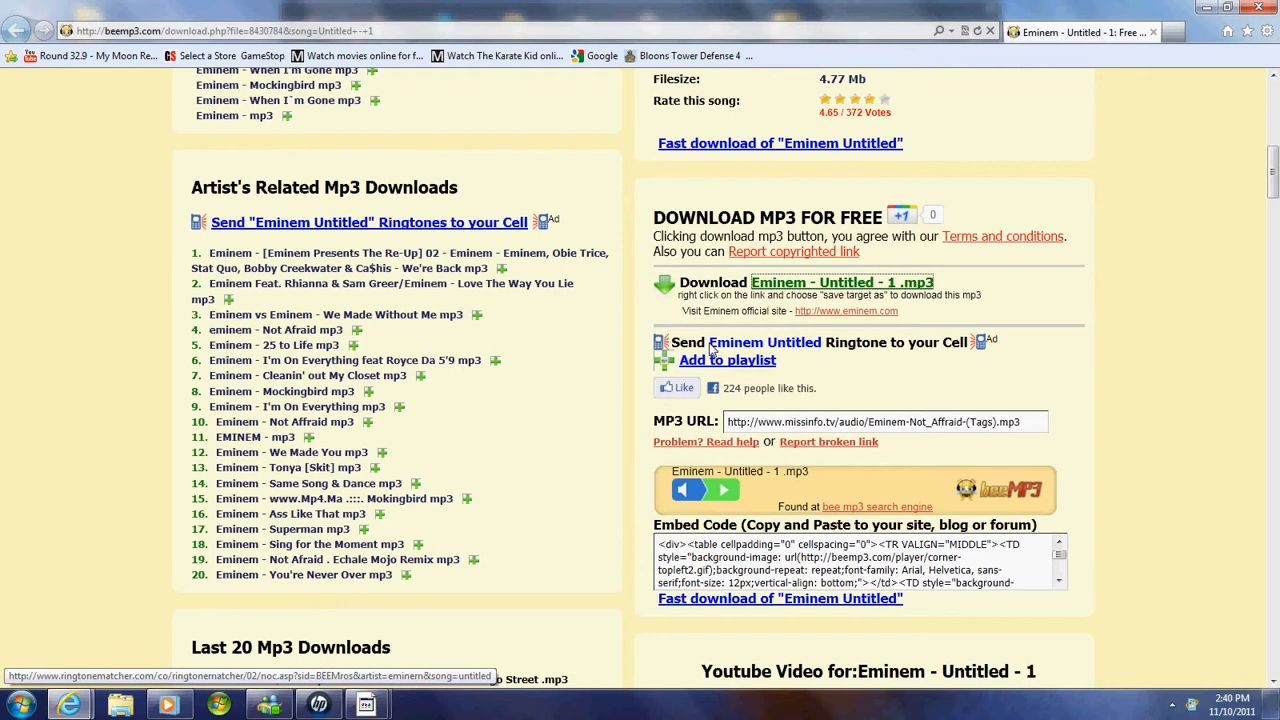 http://beemp3.com/download.php?file=8430784&song=Untitled+-+1
Eminem - Untitled - 1: Free ...
Round 32.9 - My Moon Re...
Select a Store GameStop
Watch movies online for f...
Watch The Karate Kid onlin...
Google
Bloons Tower Defense 4 ...
Eminem - When I'm Gone mp3
Eminem - Mockingbird mp3
Eminem - When I`m Gone mp3
Eminem - mp3
Artist's Related Mp3 Downloads
Send "Eminem Untitled" Ringtones to your Cell Ad
1. Eminem - [Eminem Presents The Re-Up] 02 - Eminem - Eminem, Obie Trice,
Stat Quo, Bobby Creekwater & Ca$his - We're Back mp3
2. Eminem Feat. Rhianna & Sam Greer/Eminem - Love The Way You Lie
mp3
3. Eminem vs Eminem - We Made Without Me mp3
4. eminem - Not Afraid mp3
5. Eminem - 25 to Life mp3
6. Eminem - I'm On Everything feat Royce Da 5'9 mp3
7. Eminem - Cleanin' out My Closet mp3
8. Eminem - Mockingbird mp3
9. Eminem - I'm On Everything mp3
10. Eminem - Not Affraid mp3
11. EMINEM - mp3
12. Eminem - We Made You mp3
13. Eminem - Tonya [Skit] mp3
14. Eminem - Same Song & Dance mp3
15. Eminem - www.Mp4.Ma .:::. Mokingbird mp3
16. Eminem - Ass Like That mp3
17. Eminem - Superman mp3
18. Eminem - Sing for the Moment mp3
19. Eminem - Not Afraid . Echale Mojo Remix mp3
20. Eminem - You're Never Over mp3
Last 20 Mp3 Downloads
Street .mp3
Filesize: 4.77 Mb
Rate this song:
4.65 / 372 Votes
Fast download of "Eminem Untitled"
DOWNLOAD MP3 FOR FREE +1 0
Clicking download mp3 button, you agree with our Terms and conditions.
Also you can Report copyrighted link
Download Eminem - Untitled - 1 .mp3
right click on the link and choose "save target as" to download this mp3
Visit Eminem official site - http://www.eminem.com
Send Eminem Untitled Ringtone to your Cell Ad
Add to playlist
Like 224 people like this.
MP3 URL: http://www.missinfo.tv/audio/Eminem-Not_Affraid-(Tags).mp3
Problem? Read help or Report broken link
Eminem - Untitled - 1 .mp3
beeMP3
Found at bee mp3 search engine
Embed Code (Copy and Paste to your site, blog or forum)
<div><table cellpadding="0" cellspacing="0"><TR VALIGN="MIDDLE"><TD
style="background-image: url(http://beemp3.com/player/corner-
topleft2.gif);background-repeat: repeat;font-family: Arial, Helvetica, sans-
serif;font-size: 12px;vertical-align: bottom;"></td><TD style="background-
Fast download of "Eminem Untitled"
Youtube Video for:Eminem - Untitled - 1
http://www.ringtonematcher.com/co/ringtonematcher/02/noc.asp?sid=BEEMros&artist=eminem&song=untitled
2:40 PM
11/10/2011